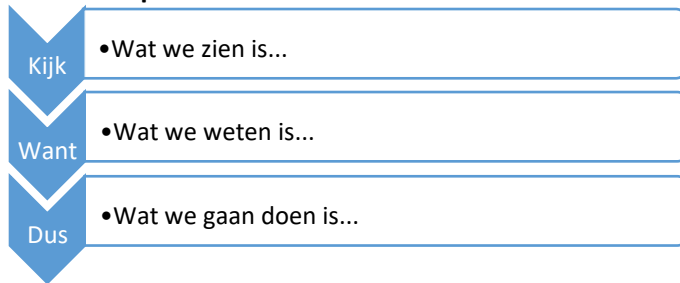 Kijk
•Wat we zien is...
Want
•Wat we weten is...
Dus
•Wat we gaan doen is...